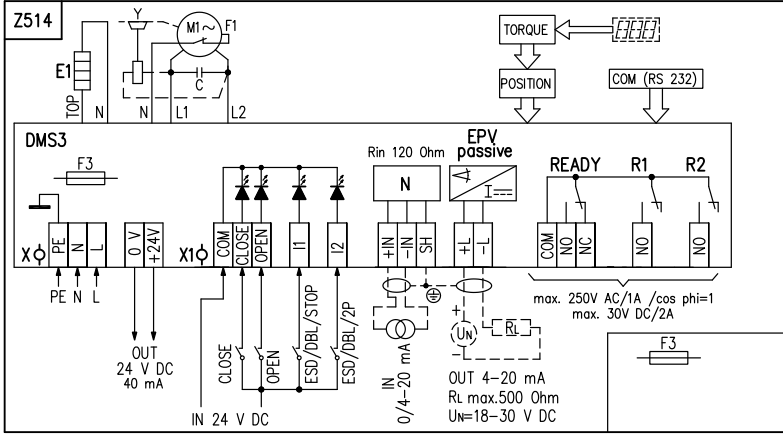 Z514
Y
M1~
F1
E1
C
TOP
N
N
L1
L2
TORQUE
POSITION
COM (RS 232)
DMS3
F3
Rin 120 Ohm
N
EPV
passive
I
READY
R1
R2
X
PE
N
L
0 V
+24V
X1
COM
CLOSE
OPEN
I1
I2
+IN
-IN
SH
+L
-L
COM
NO
NC
NO
NO
PE N L
OUT
24 V DC
40 mA
CLOSE
OPEN
ESD/DBL/STOP
ESD/DBL/2P
IN 24 V DC
IN
0/4-20 mA
+
UN
-
RL
OUT 4-20 mA
RL max.500 Ohm
UN=18-30 V DC
max. 250V AC/1A /cos phi=1
max. 30V DC/2A
F3